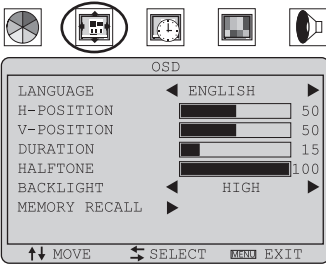 OSD
LANGUAGE ENGLISH
H-POSITION 50
V-POSITION 50
DURATION 15
HALFTONE 100
BACKLIGHT HIGH
MEMORY RECALL
MOVE SELECT MENU EXIT